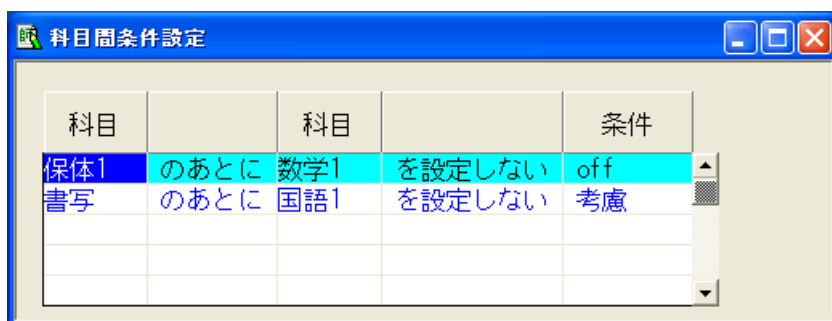 科目間条件設定
科目 科目 条件
保体1 のあとに 数学1 を設定しない off
書写 のあとに 国語1 を設定しない 考慮